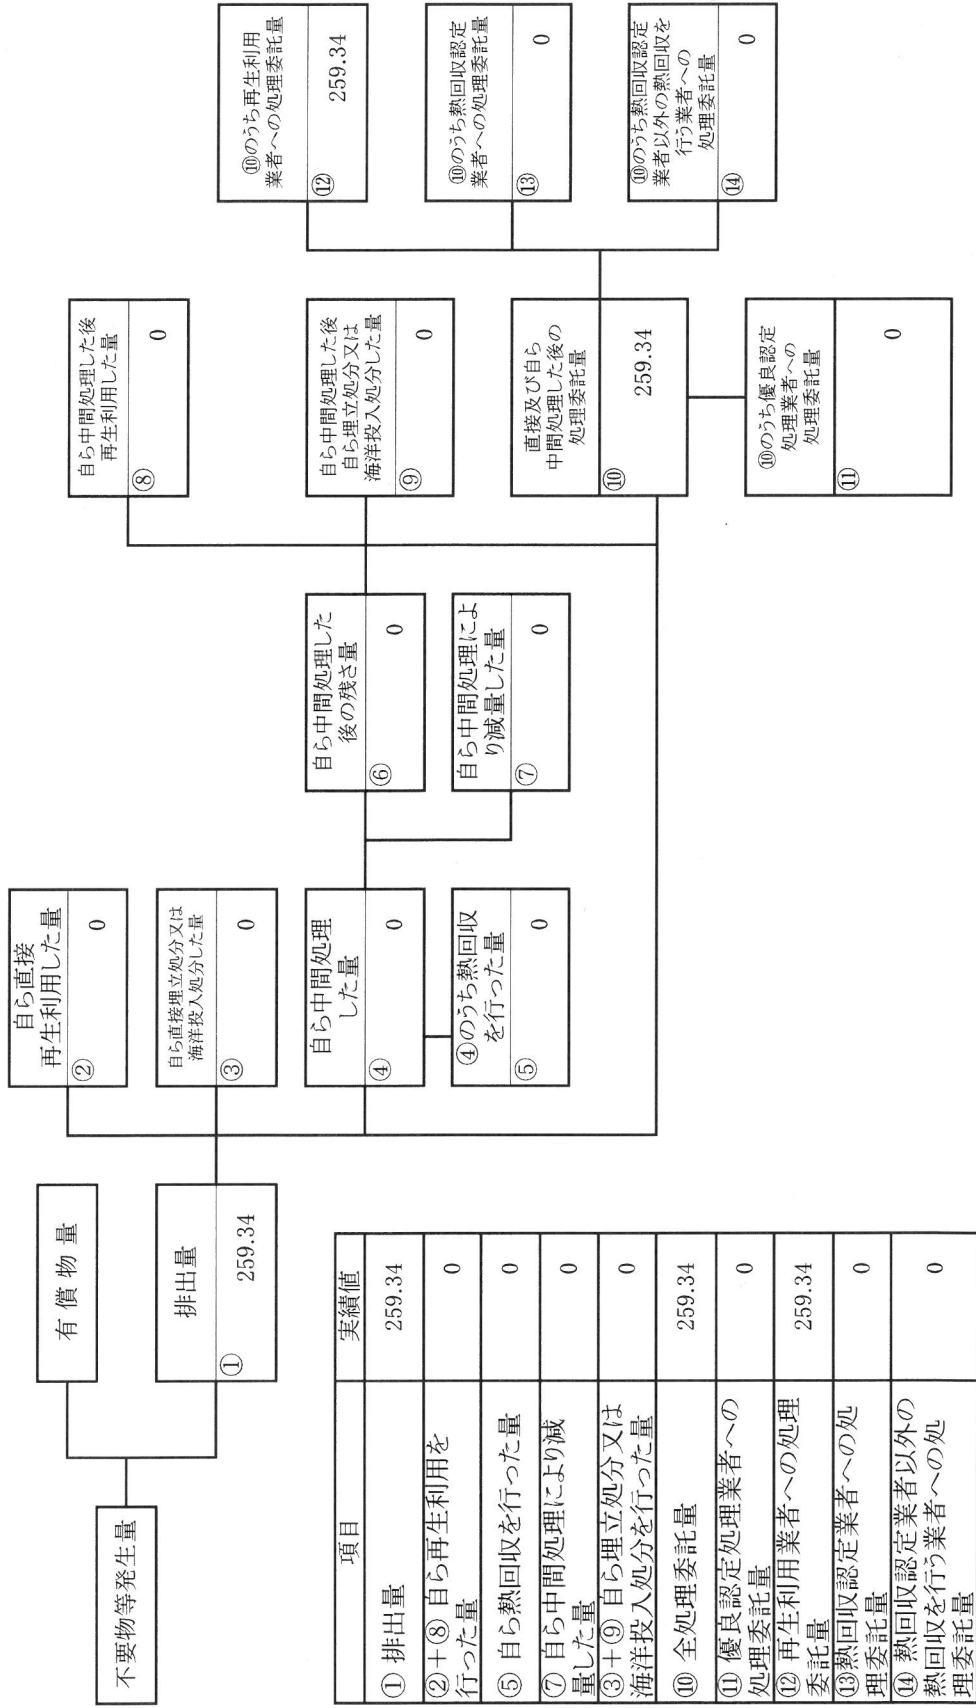 不要物等発生量
有償物量
排出量
①
259.34
自ら直接
再生利用した量
②
0
自ら直接埋立処分又は
海洋投入処分した量
③
0
自ら中間処理
した量
④
0
④のうち熱回収
を行った量
⑤
0
自ら中間処理した
後の残さ量
⑥
0
自ら中間処理によ
り減量した量
⑦
0
自ら中間処理した後
再生利用した量
⑧
0
自ら中間処理した後
自ら埋立処分又は
海洋投入処分した量
⑨
0
直接及び自ら
中間処理した後の
処理委託量
⑩
259.34
⑩のうち優良認定
処理業者への
処理委託量
⑪
0
⑩のうち再生利用
業者への処理委託量
⑫
259.34
⑩のうち熱回収認定
業者への処理委託量
⑬
0
⑩のうち熱回収認定
業者以外の熱回収を
行う業者への
処理委託量
⑭
0
項目 実績値
① 排出量 259.34
②+⑧ 自ら再生利用を
行った量 0
⑤ 自ら熱回収を行った量 0
⑦ 自ら中間処理により減
量した量 0
③+⑨ 自ら埋立処分又は
海洋投入処分を行った量 0
⑩ 全処理委託量 259.34
⑪ 優良認定処理業者への
処理委託量 0
⑫ 再生利用業者への処理
委託量 259.34
⑬熱回収認定業者への処
理委託量 0
⑭ 熱回収認定業者以外の
熱回収を行う業者への処
理委託量 0